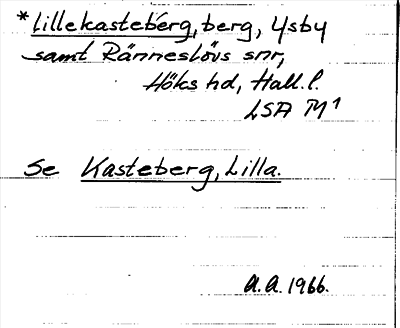 *Lillekasteberg, berg, Ysby
samt Ränneslövs snr,
Höks hd, Hall. l.
LSA M¹
Se Kasteberg, Lilla.
A.A. 1966.